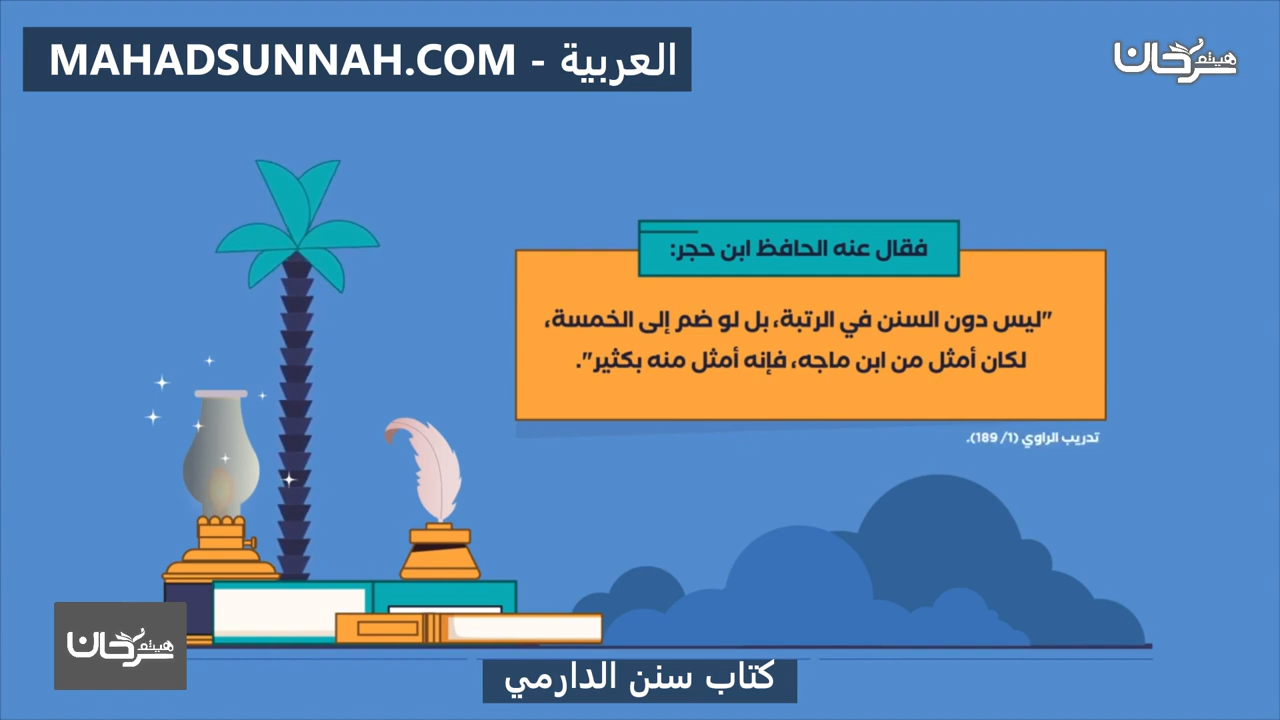 MAHADSUNNAH.COM - العربية
هيثم سرحان
فقال عنه الحافظ ابن حجر:
"ليس دون السنن في الرتبة، بل لو ضم إلى الخمسة،
لكان أمثل من ابن ماجه، فإنه أمثل منه بكثير".
تدريب الراوي (1/ 189).
هيثم سرحان
كتاب سنن الدارمي